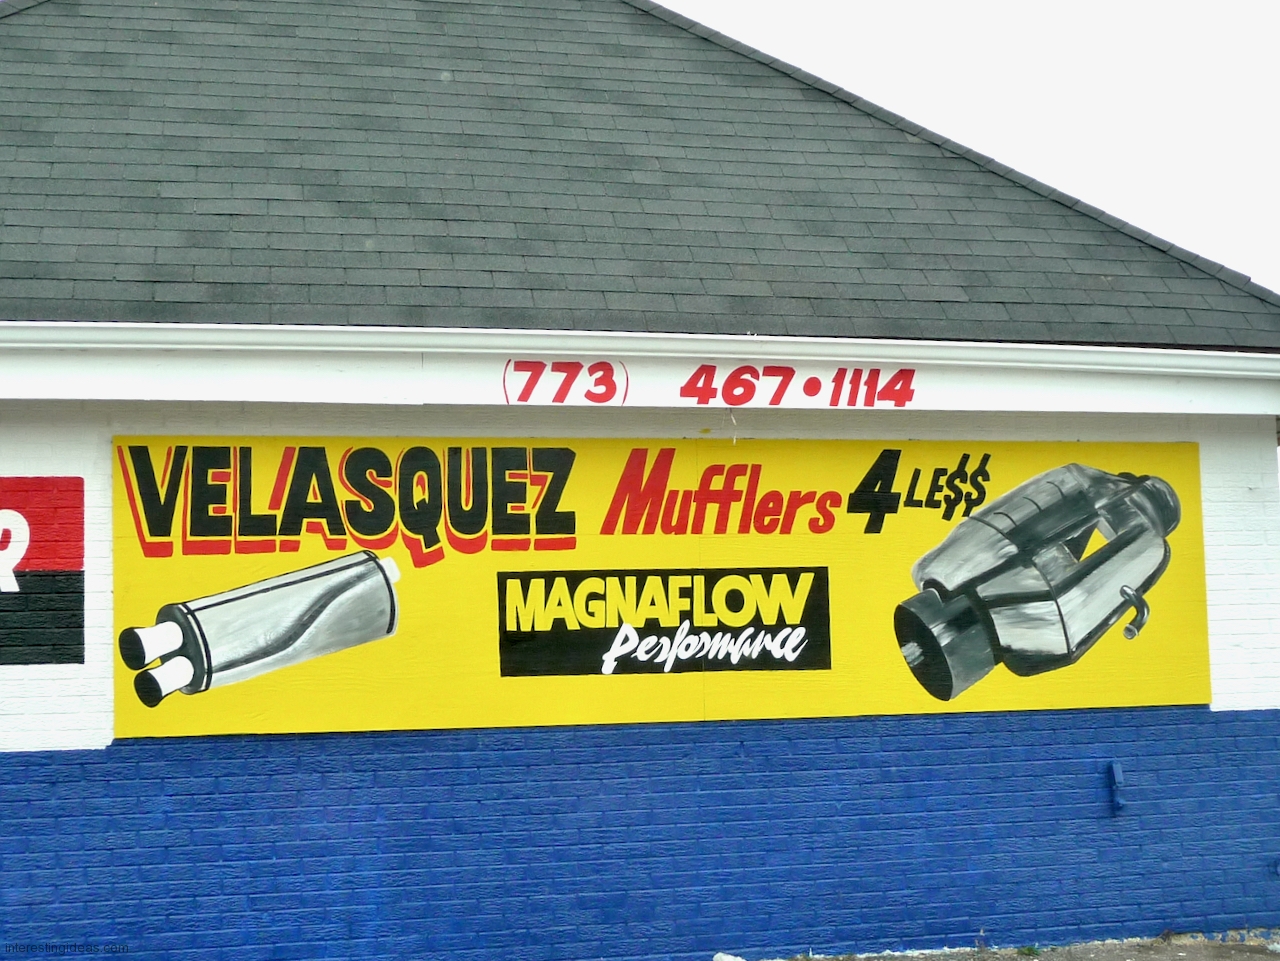 (773) 467•1114
VELASQUEZ Mufflers 4 LE$$
R
MAGNAFLOW
Performance
interestingideas.com